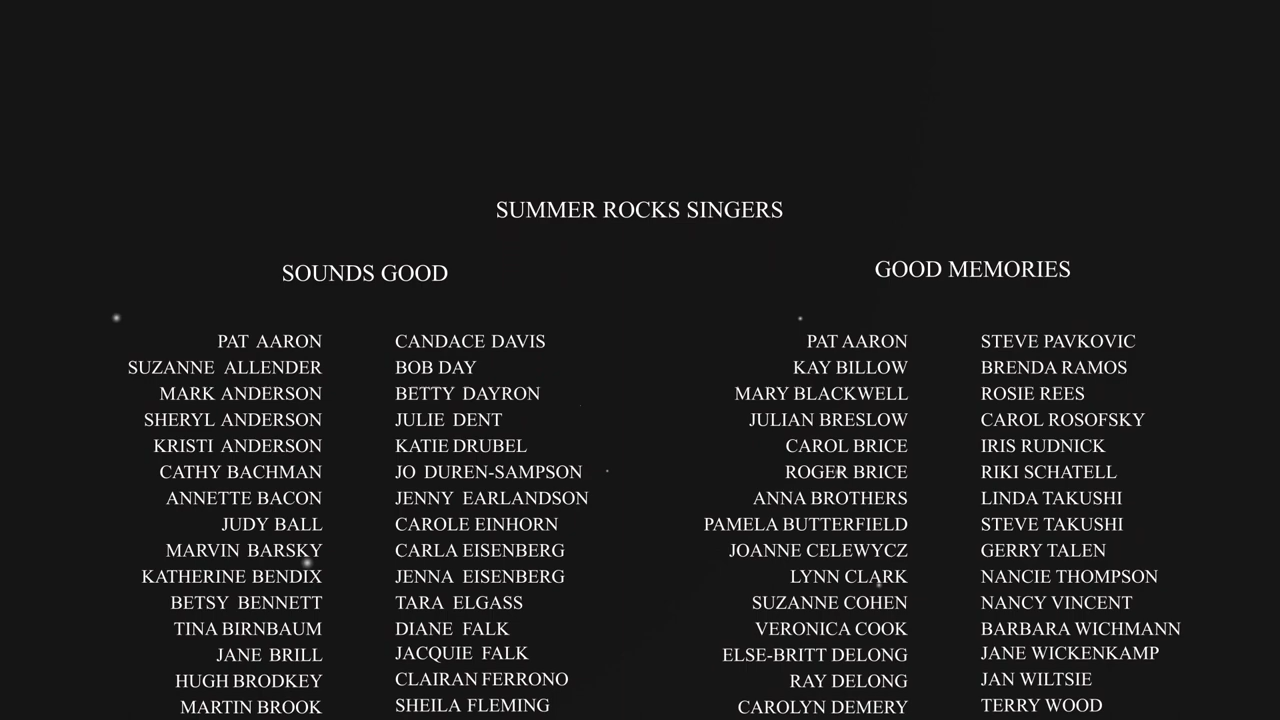 SUMMER ROCKS SINGERS
SOUNDS GOOD
PAT AARON CANDACE DAVIS
SUZANNE ALLENDER BOB DAY
MARK ANDERSON BETTY DAYRON
SHERYL ANDERSON JULIE DENT
KRISTI ANDERSON KATIE DRUBEL
CATHY BACHMAN JO DUREN-SAMPSON
ANNETTE BACON JENNY EARLANDSON
JUDY BALL CAROLE EINHORN
MARVIN BARSKY CARLA EISENBERG
KATHERINE BENDIX JENNA EISENBERG
BETSY BENNETT TARA ELGASS
TINA BIRNBAUM DIANE FALK
JANE BRILL JACQUIE FALK
HUGH BRODKEY CLAIRAN FERRONO
MARTIN BROOK SHEILA FLEMING
GOOD MEMORIES
PAT AARON STEVE PAVKOVIC
KAY BILLOW BRENDA RAMOS
MARY BLACKWELL ROSIE REES
JULIAN BRESLOW CAROL ROSOFSKY
CAROL BRICE IRIS RUDNICK
ROGER BRICE RIKI SCHATELL
ANNA BROTHERS LINDA TAKUSHI
PAMELA BUTTERFIELD STEVE TAKUSHI
JOANNE CELEWYCZ GERRY TALEN
LYNN CLARK NANCIE THOMPSON
SUZANNE COHEN NANCY VINCENT
VERONICA COOK BARBARA WICHMANN
ELSE-BRITT DELONG JANE WICKENKAMP
RAY DELONG JAN WILTSIE
CAROLYN DEMERY TERRY WOOD